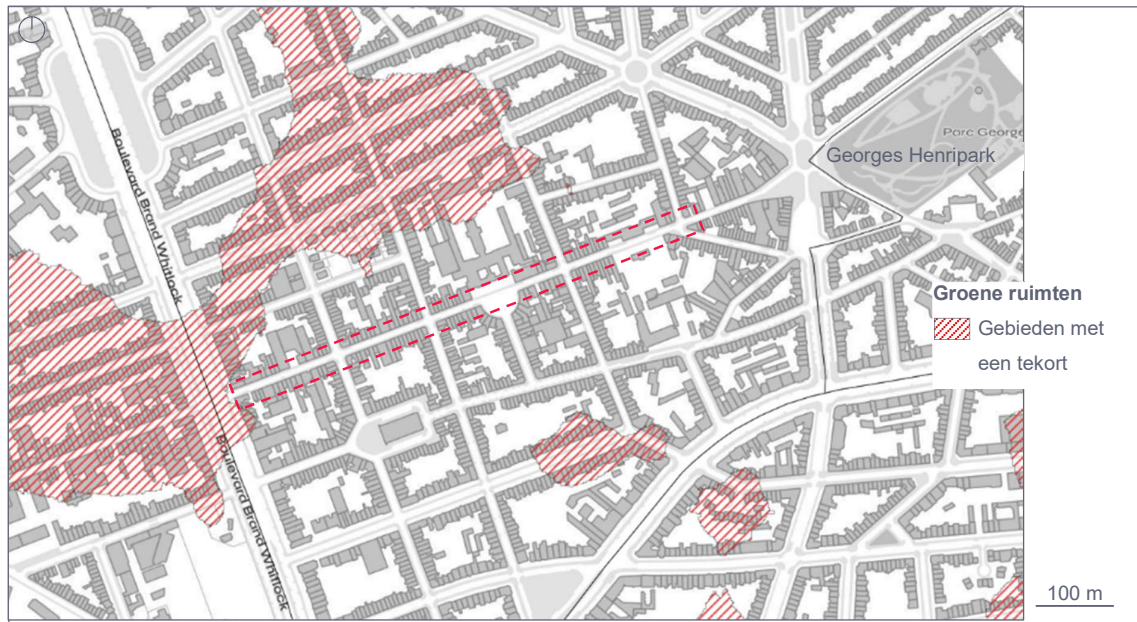 Boulevard Brand Whitlock
Parc George
Georges Henripark
Groene ruimten
Gebieden met
een tekort
Boulevard Brand Whitlock
100 m